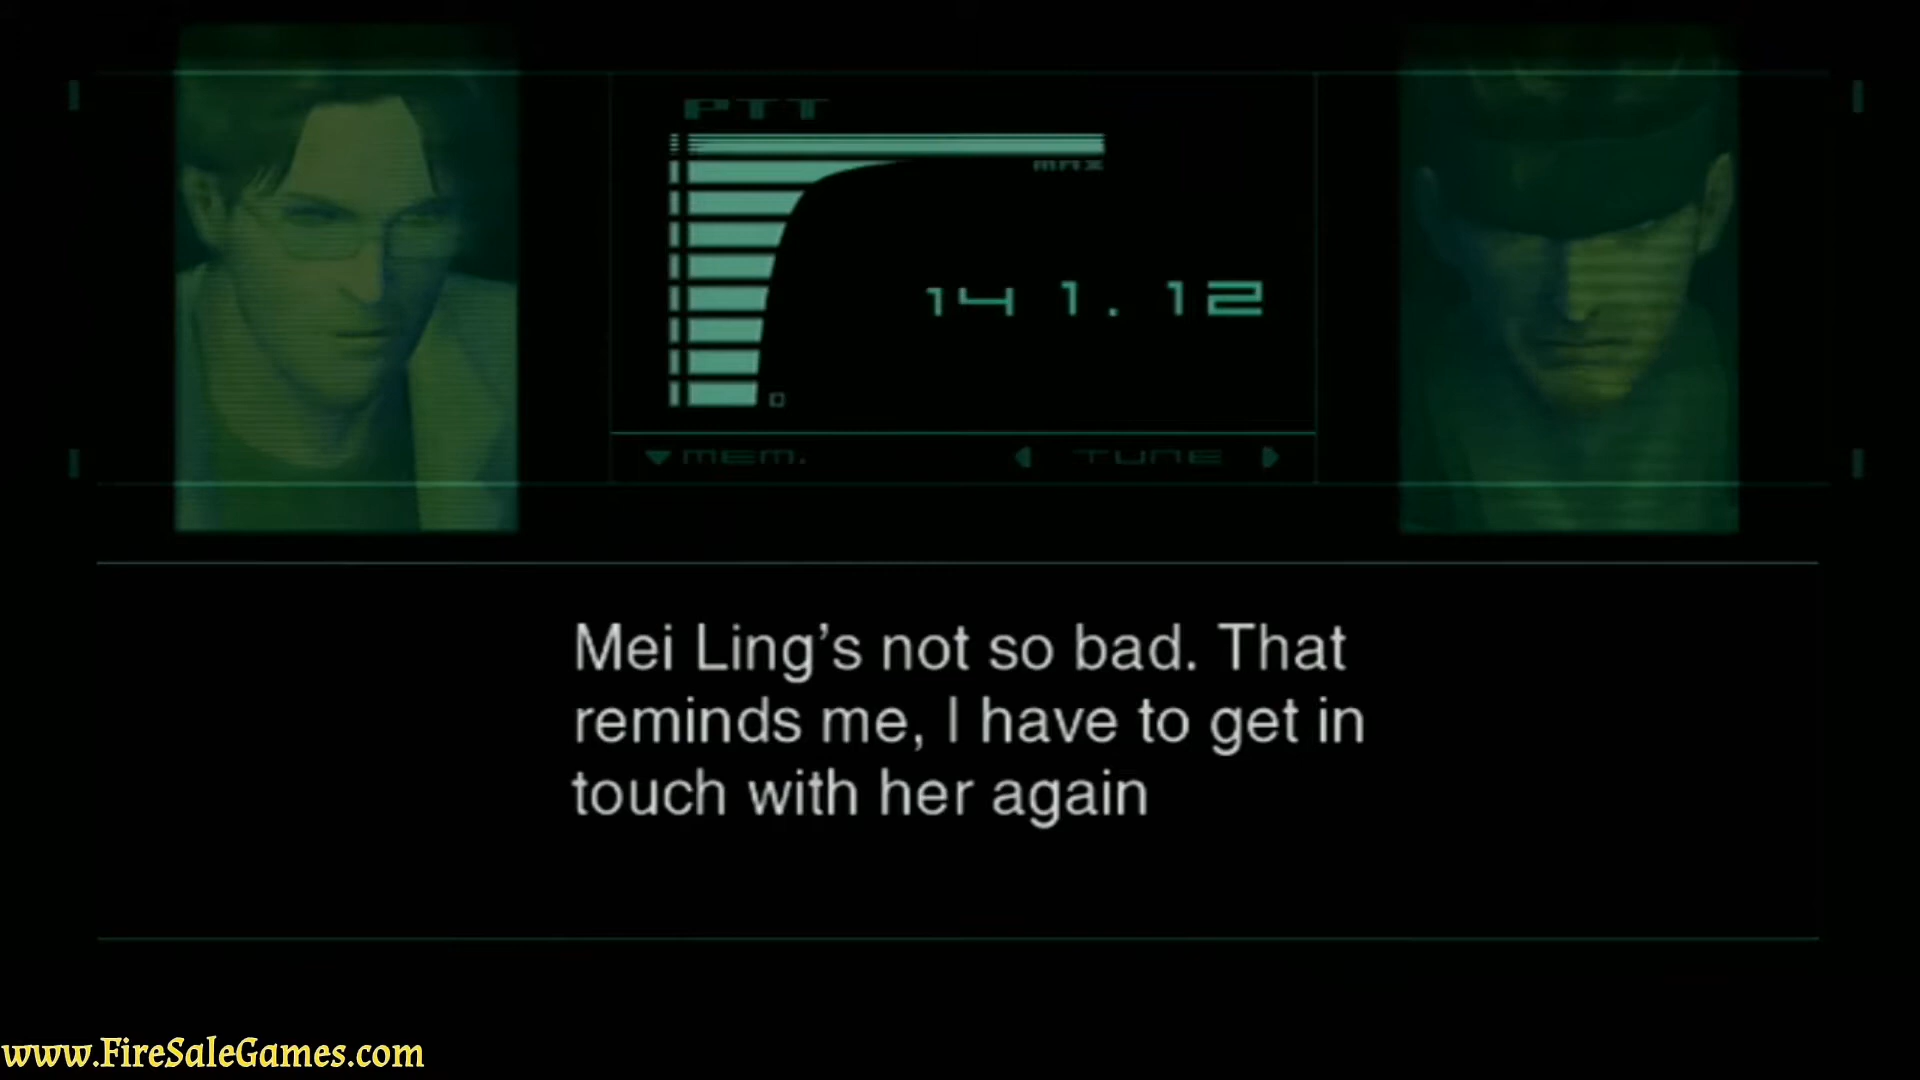 PTT
MAX
141.12
0
MEM.
TUNE
Mei Ling’s not so bad. That
reminds me, I have to get in
touch with her again
www.FireSaleGames.com